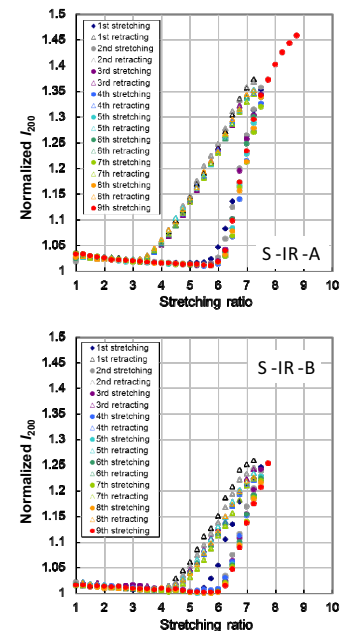 1.5
1.45
1.4
1.35
1.3
1.25
1.2
1.15
1.1
1.05
1
Normalized I200
1st stretching
1st retracting
2nd stretching
2nd retracting
3rd stretching
3rd retracting
4th stretching
4th retracting
5th stretching
5th retracting
6th stretching
6th retracting
7th stretching
7th retracting
8th stretching
8th retracting
9th stretching
S-IR-A
1 2 3 4 5 6 7 8 9 10
Stretching ratio
1.5
1.45
1.4
1.35
1.3
1.25
1.2
1.15
1.1
1.05
1
Normalized I200
1st stretching
1st retracting
2nd stretching
2nd retracting
3rd stretching
3rd retracting
4th stretching
4th retracting
5th stretching
5th retracting
6th stretching
6th retracting
7th stretching
7th retracting
8th stretching
8th retracting
9th stretching
S-IR-B
1 2 3 4 5 6 7 8 9 10
Stretching ratio